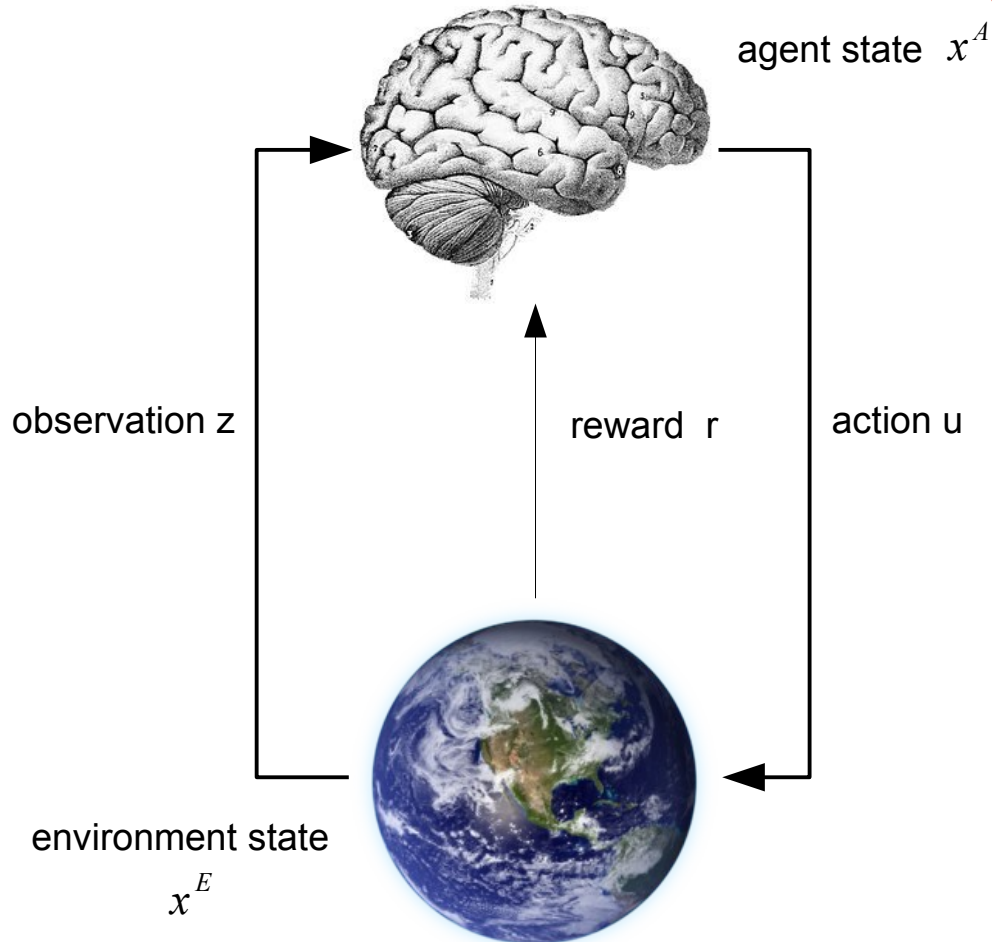 agent state x^A
observation z
reward r
action u
environment state
x^E